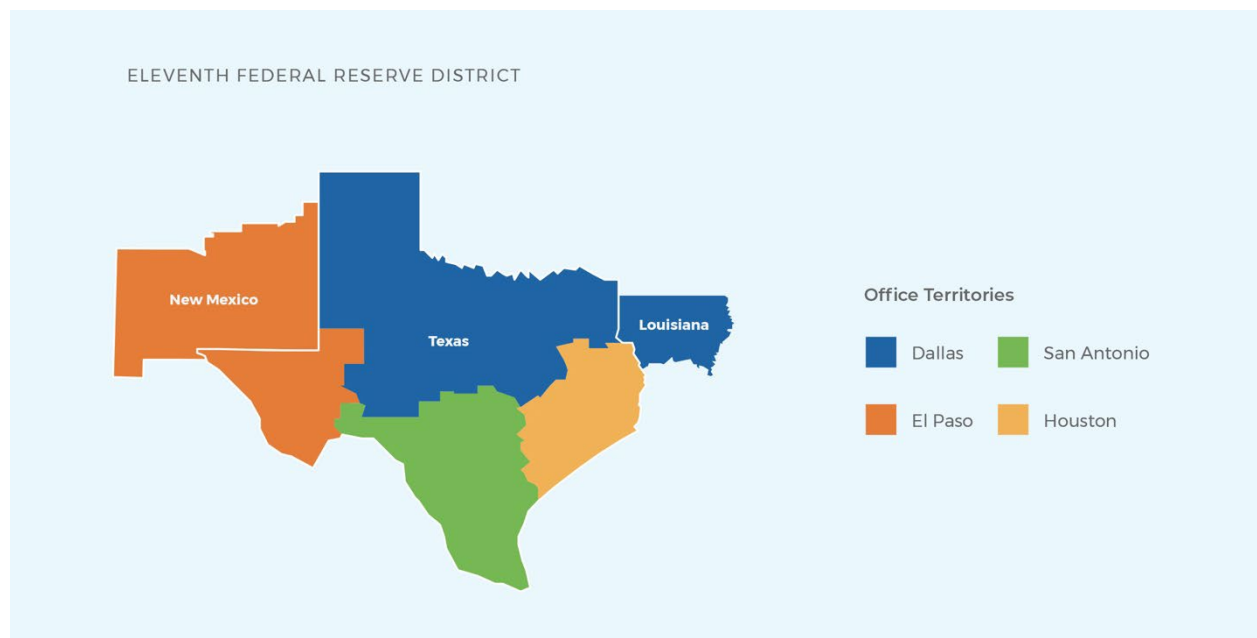 ELEVENTH FEDERAL RESERVE DISTRICT
New Mexico
Texas
Louisiana
Office Territories
Dallas
San Antonio
El Paso
Houston